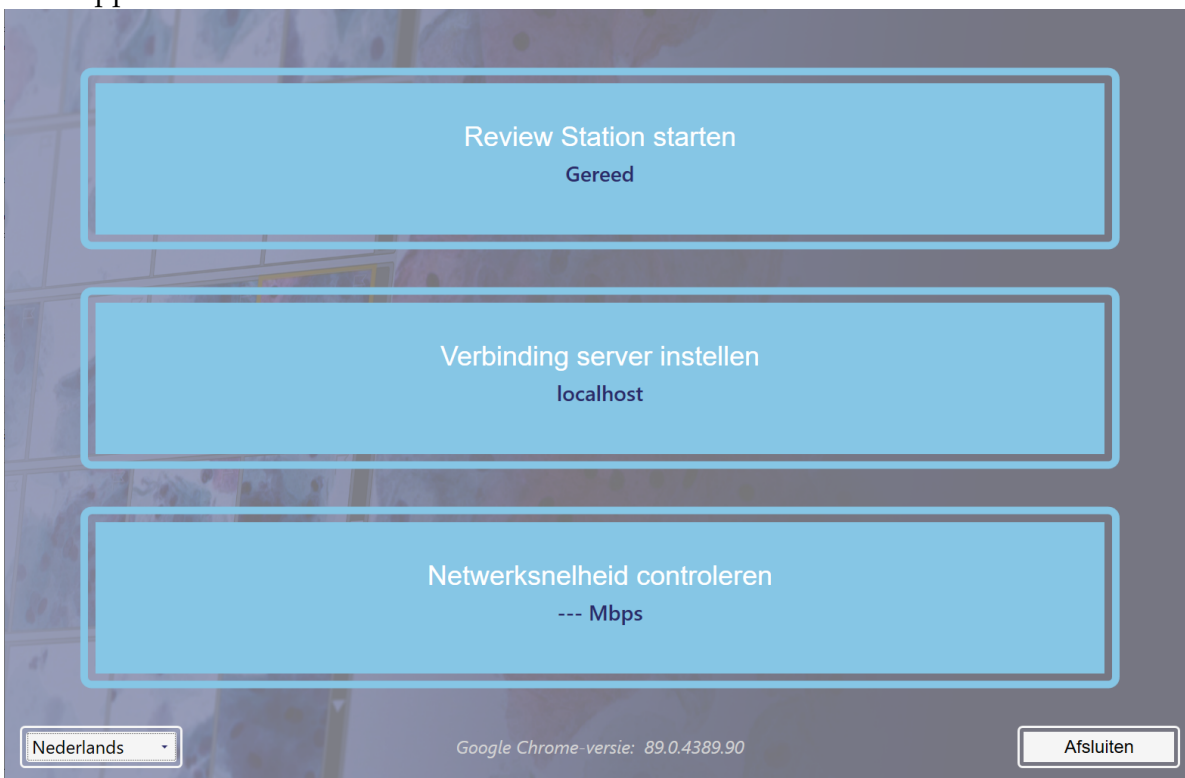 Review Station starten
Gereed
Verbinding server instellen
localhost
Netwerksnelheid controleren
--- Mbps
Nederlands
Google Chrome-versie: 89.0.4389.90
Afsluiten